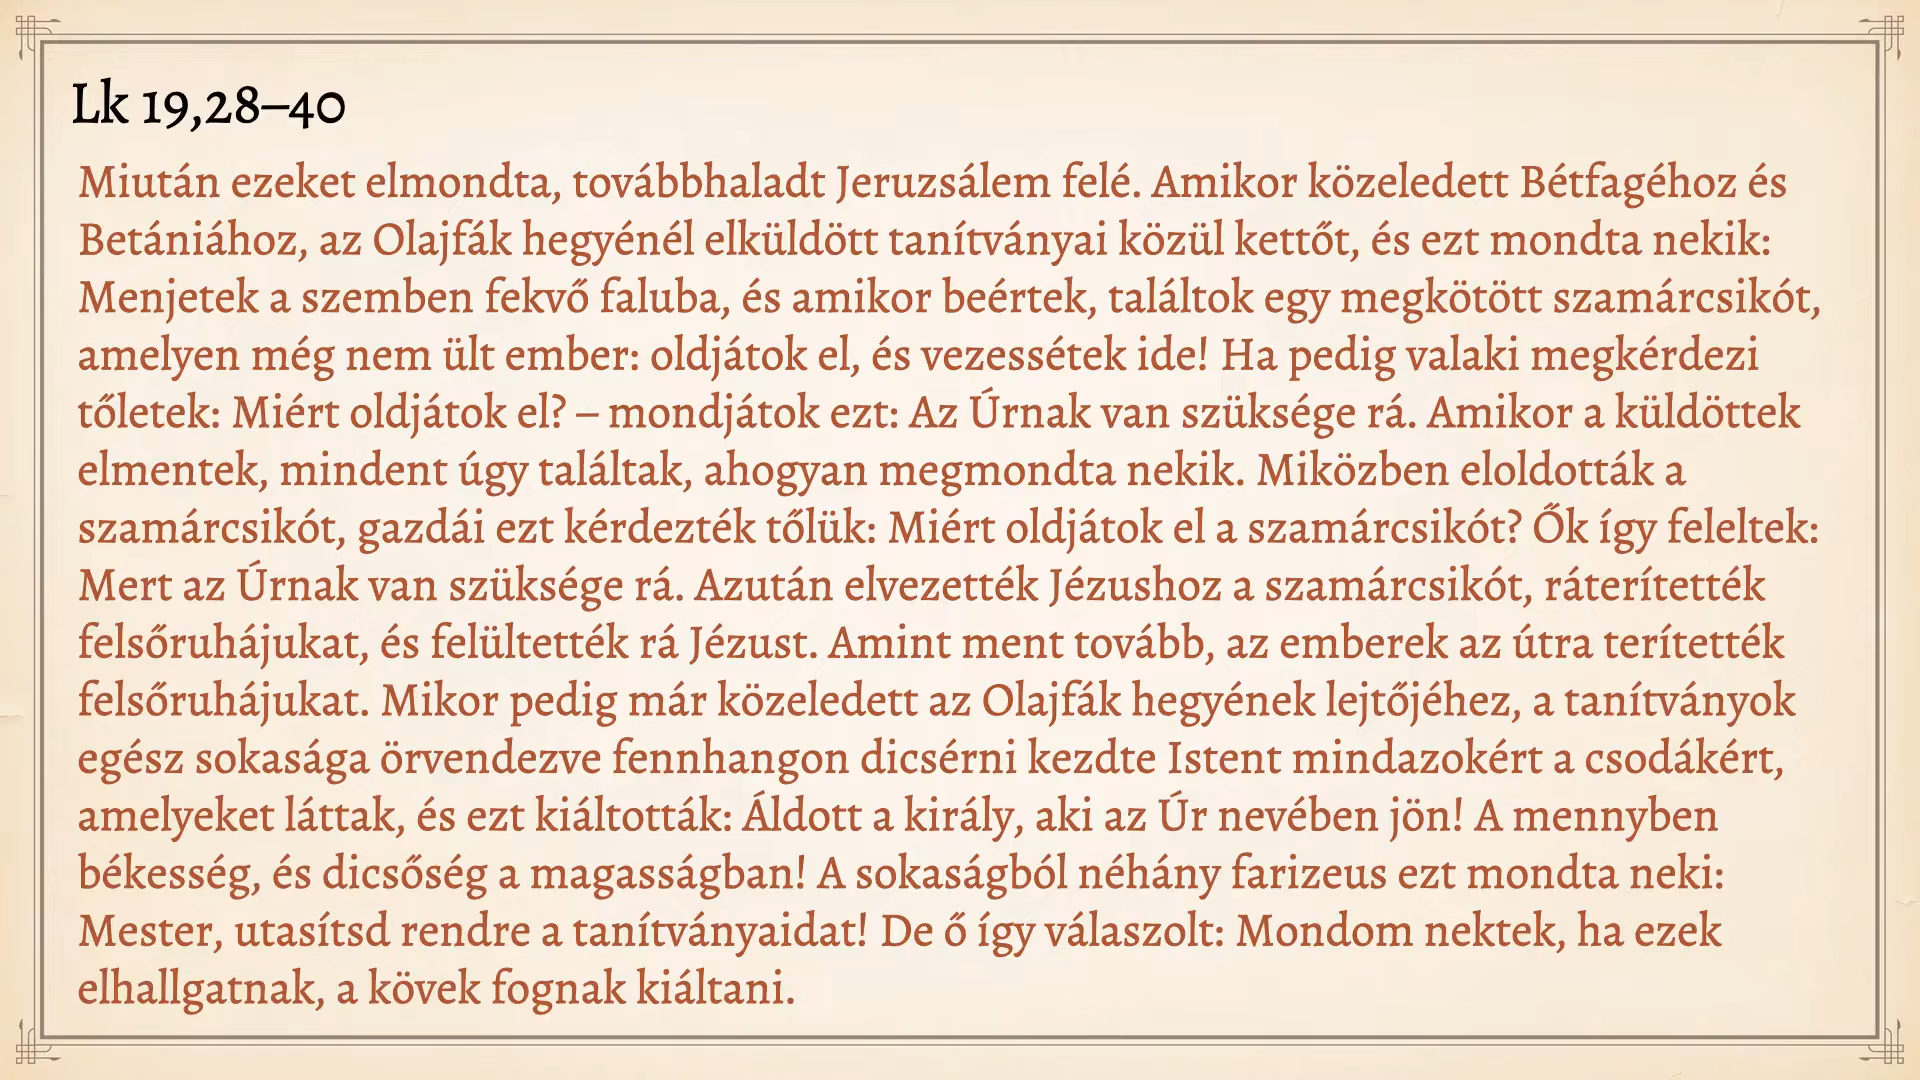 Lk 19,28–40
Miután ezeket elmondta, továbbhaladt Jeruzsálem felé. Amikor közeledett Bétfagéhoz és
Betániához, az Olajfák hegyénél elküldött tanítványai közül kettőt, és ezt mondta nekik:
Menjetek a szemben fekvő faluba, és amikor beértek, találtok egy megkötött szamárcsikót,
amelyen még nem ült ember: oldjátok el, és vezessétek ide! Ha pedig valaki megkérdezi
tőletek: Miért oldjátok el? – mondjátok ezt: Az Úrnak van szüksége rá. Amikor a küldöttek
elmentek, mindent úgy találtak, ahogyan megmondta nekik. Miközben eloldották a
szamárcsikót, gazdái ezt kérdezték tőlük: Miért oldjátok el a szamárcsikót? Ők így feleltek:
Mert az Úrnak van szüksége rá. Azután elvezették Jézushoz a szamárcsikót, ráterítették
felsőruhájukat, és felültették rá Jézust. Amint ment tovább, az emberek az útra terítették
felsőruhájukat. Mikor pedig már közeledett az Olajfák hegyének lejtőjéhez, a tanítványok
egész sokasága örvendezve fennhangon dicsérni kezdte Istent mindazokért a csodákért,
amelyeket láttak, és ezt kiáltották: Áldott a király, aki az Úr nevében jön! A mennyben
békesség, és dicsőség a magasságban! A sokaságból néhány farizeus ezt mondta neki:
Mester, utasítsd rendre a tanítványaidat! De ő így válaszolt: Mondom nektek, ha ezek
elhallgatnak, a kövek fognak kiáltani.